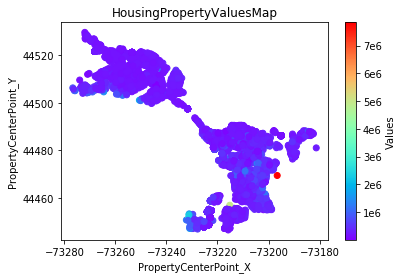 HousingPropertyValuesMap
44520
44500
44480
44460
PropertyCenterPoint_Y
−73280
−73260
−73240
−73220
−73200
−73180
PropertyCenterPoint_X
7e6
6e6
5e6
4e6
3e6
2e6
1e6
Values